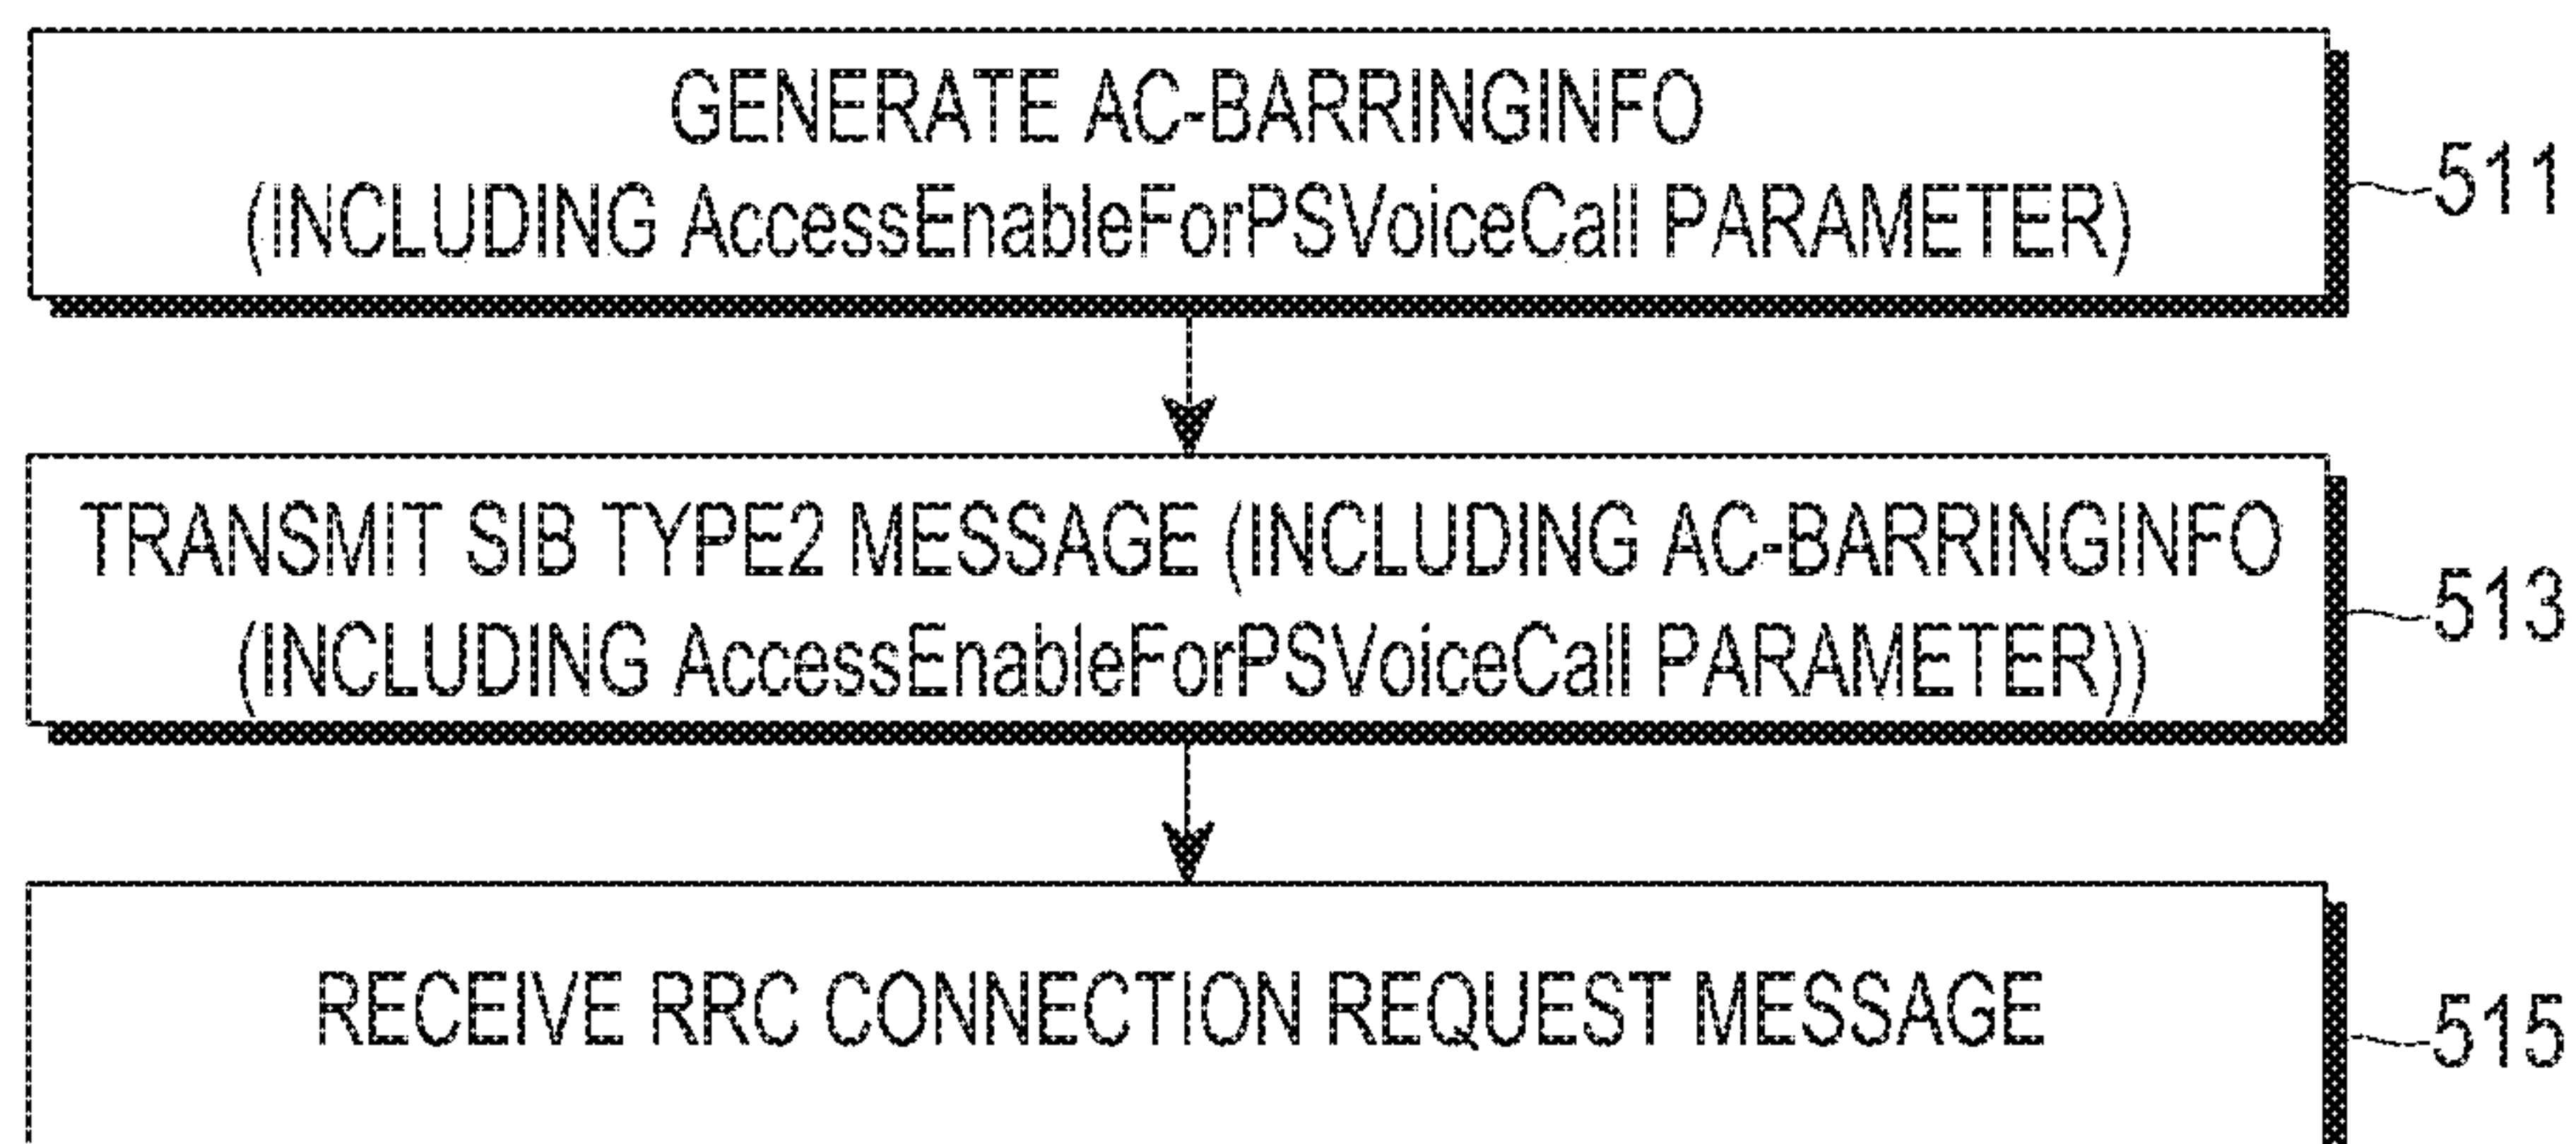 GENERATE AC-BARRINGINFO
(INCLUDING AccessEnableForPSVoiceCall PARAMETER)
511
TRANSMIT SIB TYPE2 MESSAGE (INCLUDING AC-BARRINGINFO
(INCLUDING AccessEnableForPSVoiceCall PARAMETER))
513
RECEIVE RRC CONNECTION REQUEST MESSAGE
515